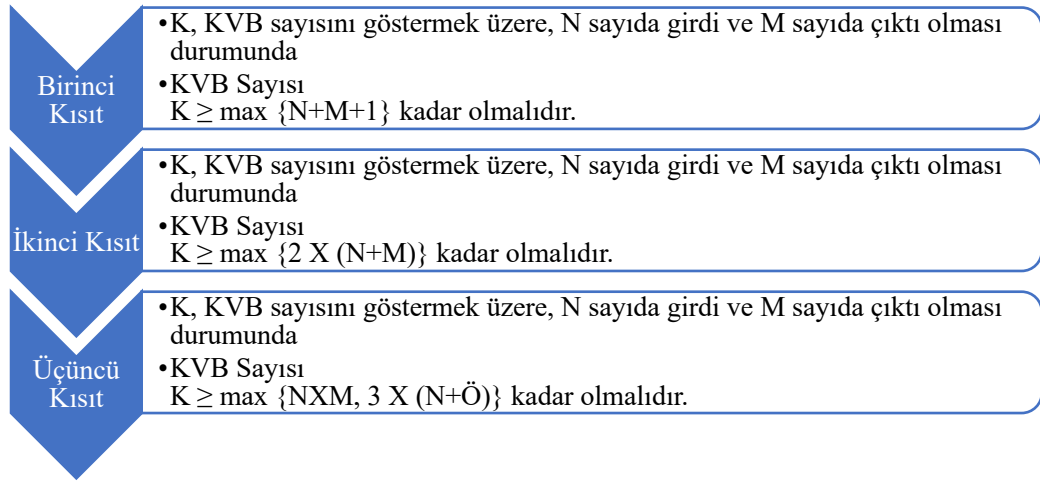 Birinci
Kısıt
•K, KVB sayısını göstermek üzere, N sayıda girdi ve M sayıda çıktı olması
durumunda
•KVB Sayısı
K ≥ max {N+M+1} kadar olmalıdır.
İkinci Kısıt
•K, KVB sayısını göstermek üzere, N sayıda girdi ve M sayıda çıktı olması
durumunda
•KVB Sayısı
K ≥ max {2 X (N+M)} kadar olmalıdır.
Üçüncü
Kısıt
•K, KVB sayısını göstermek üzere, N sayıda girdi ve M sayıda çıktı olması
durumunda
•KVB Sayısı
K ≥ max {NXM, 3 X (N+Ö)} kadar olmalıdır.